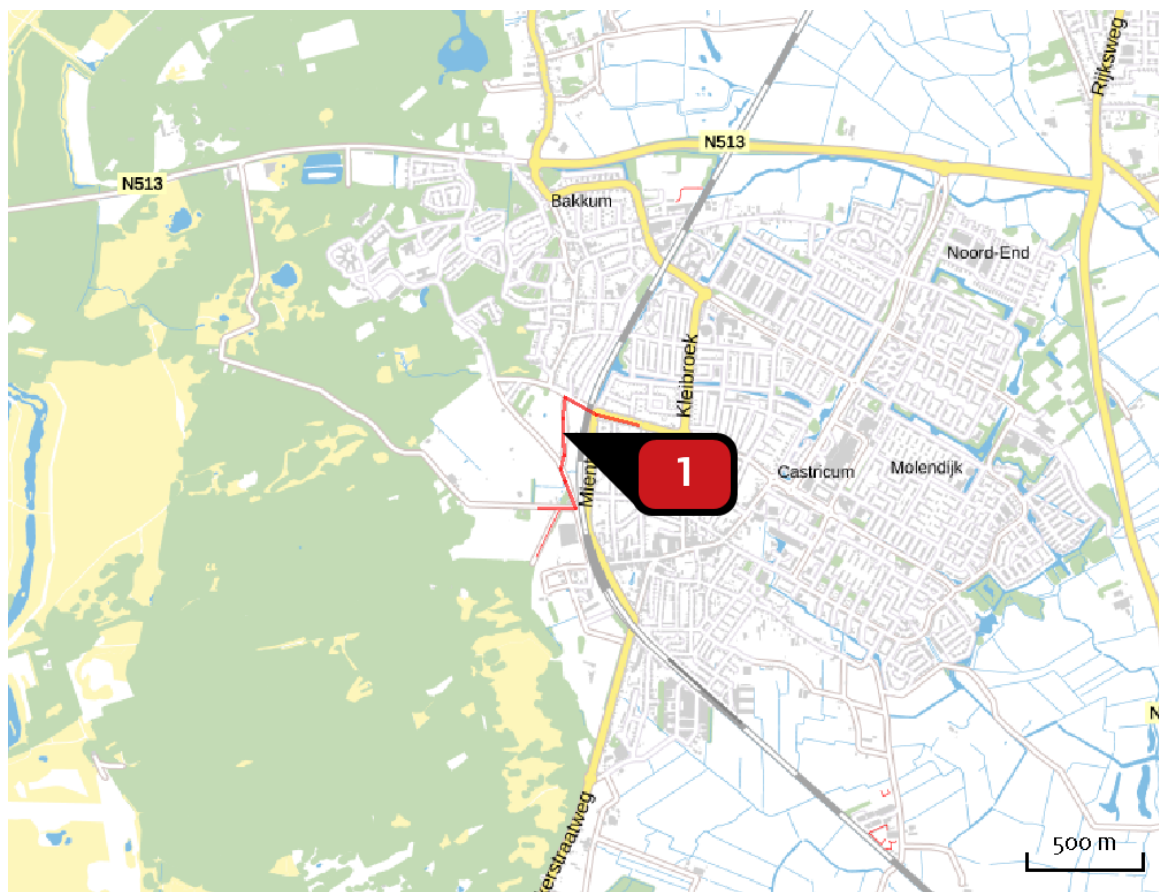 Rijksweg
N513
N513
Bakkum
Noord-End
Kleibroek
1
Castricum
Molendijk
500 m